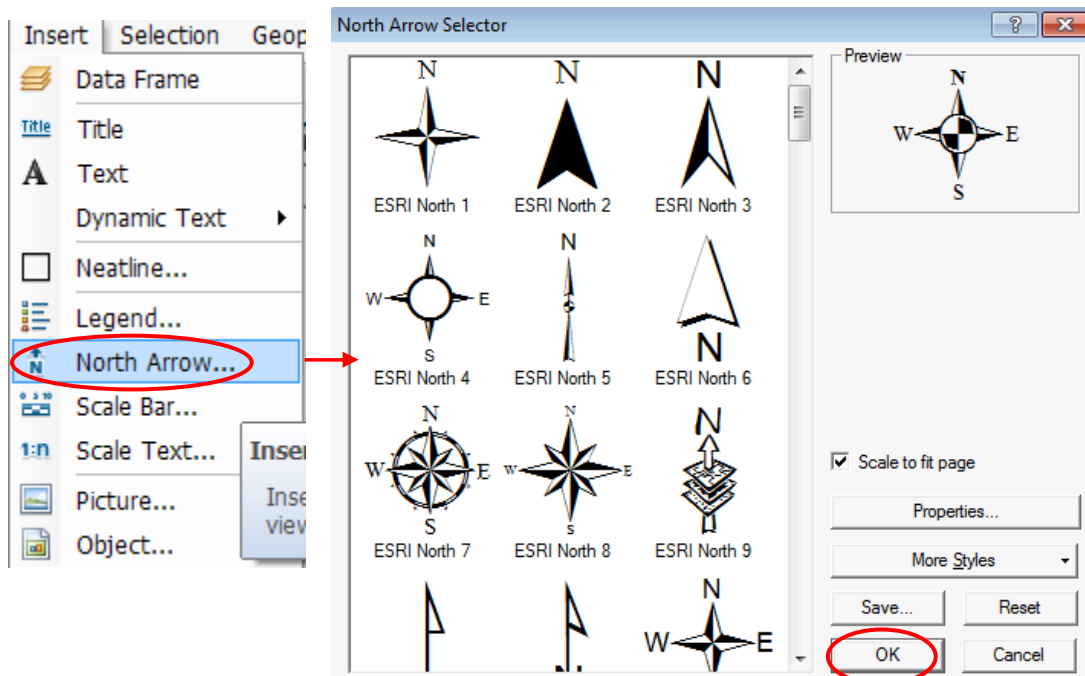 Insert Selection Geop
Data Frame
Title Title
A Text
Dynamic Text
Neatline...
Legend...
N North Arrow...
0 5 10
Scale Bar...
1:n Scale Text...
Inser
Inse
view
Picture...
Object...
North Arrow Selector
?
N
N
N
ESRI North 1 ESRI North 2 ESRI North 3
N
W E
S
N
N
ESRI North 4 ESRI North 5 ESRI North 6
N
W E
S
N
W E
S
N
ESRI North 7 ESRI North 8 ESRI North 9
N
N
W E
Preview
N
W E
S
Scale to fit page
Properties...
More Styles
Save... Reset
OK Cancel